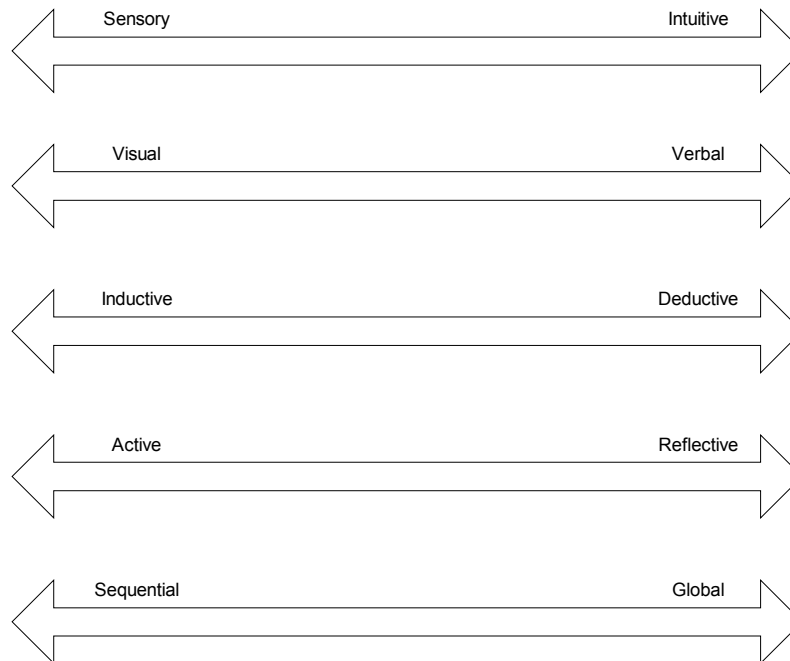 Sensory Intuitive
Visual Verbal
Inductive Deductive
Active Reflective
Sequential Global